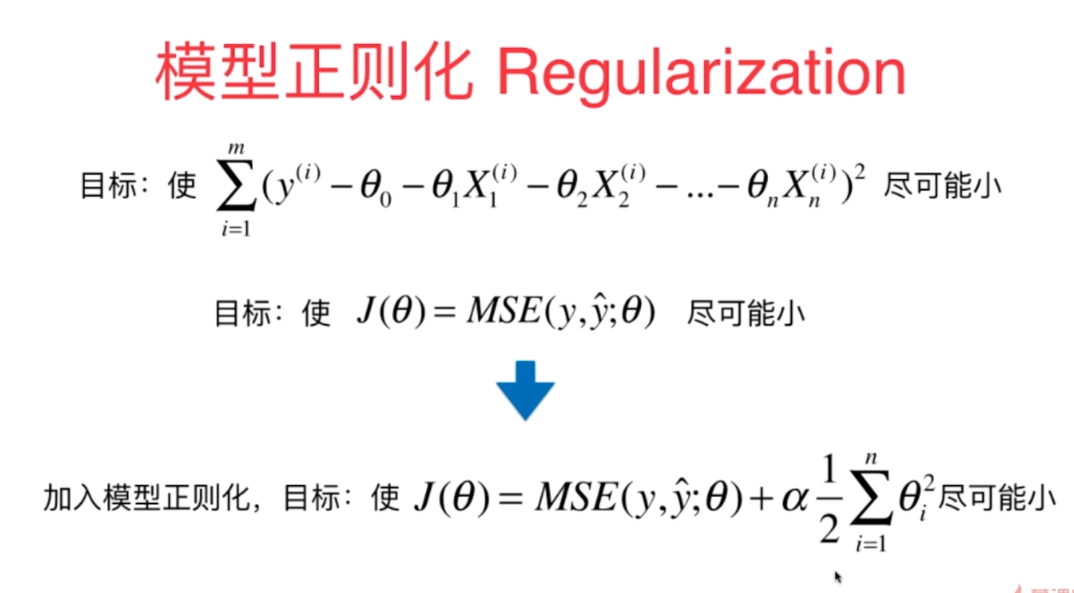 模型正则化 Regularization
目标：使 $\sum_{i=1}^{m}(y^{(i)}-\theta_0-\theta_1X_1^{(i)}-\theta_2X_2^{(i)}-...-\theta_nX_n^{(i)})^2$ 尽可能小
目标：使 $J(\theta)=MSE(y,\hat{y};\theta)$ 尽可能小
加入模型正则化，目标：使 $J(\theta)=MSE(y,\hat{y};\theta)+\alpha\frac{1}{2}\sum_{i=1}^{n}\theta_i^2$ 尽可能小